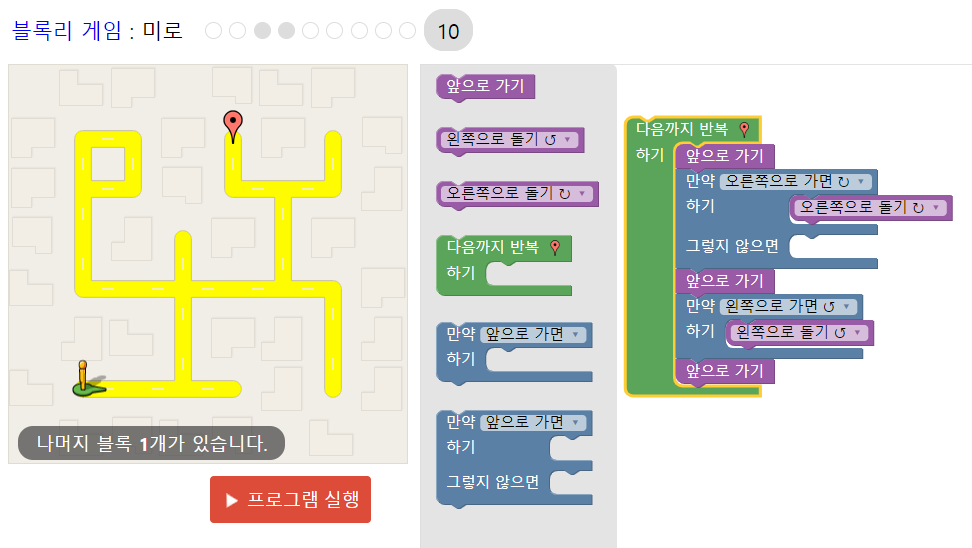 블록리 게임 : 미로
10
나머지 블록 1개가 있습니다.
프로그램 실행
앞으로 가기
왼쪽으로 돌기 ↺ ▾
오른쪽으로 돌기 ↻ ▾
다음까지 반복
하기
만약 앞으로 가면 ▾
하기
만약 앞으로 가면 ▾
하기
그렇지 않으면
다음까지 반복
하기 앞으로 가기
만약 오른쪽으로 가면 ↻ ▾
하기 오른쪽으로 돌기 ↻ ▾
그렇지 않으면
앞으로 가기
만약 왼쪽으로 가면 ↺ ▾
하기 왼쪽으로 돌기 ↺ ▾
앞으로 가기